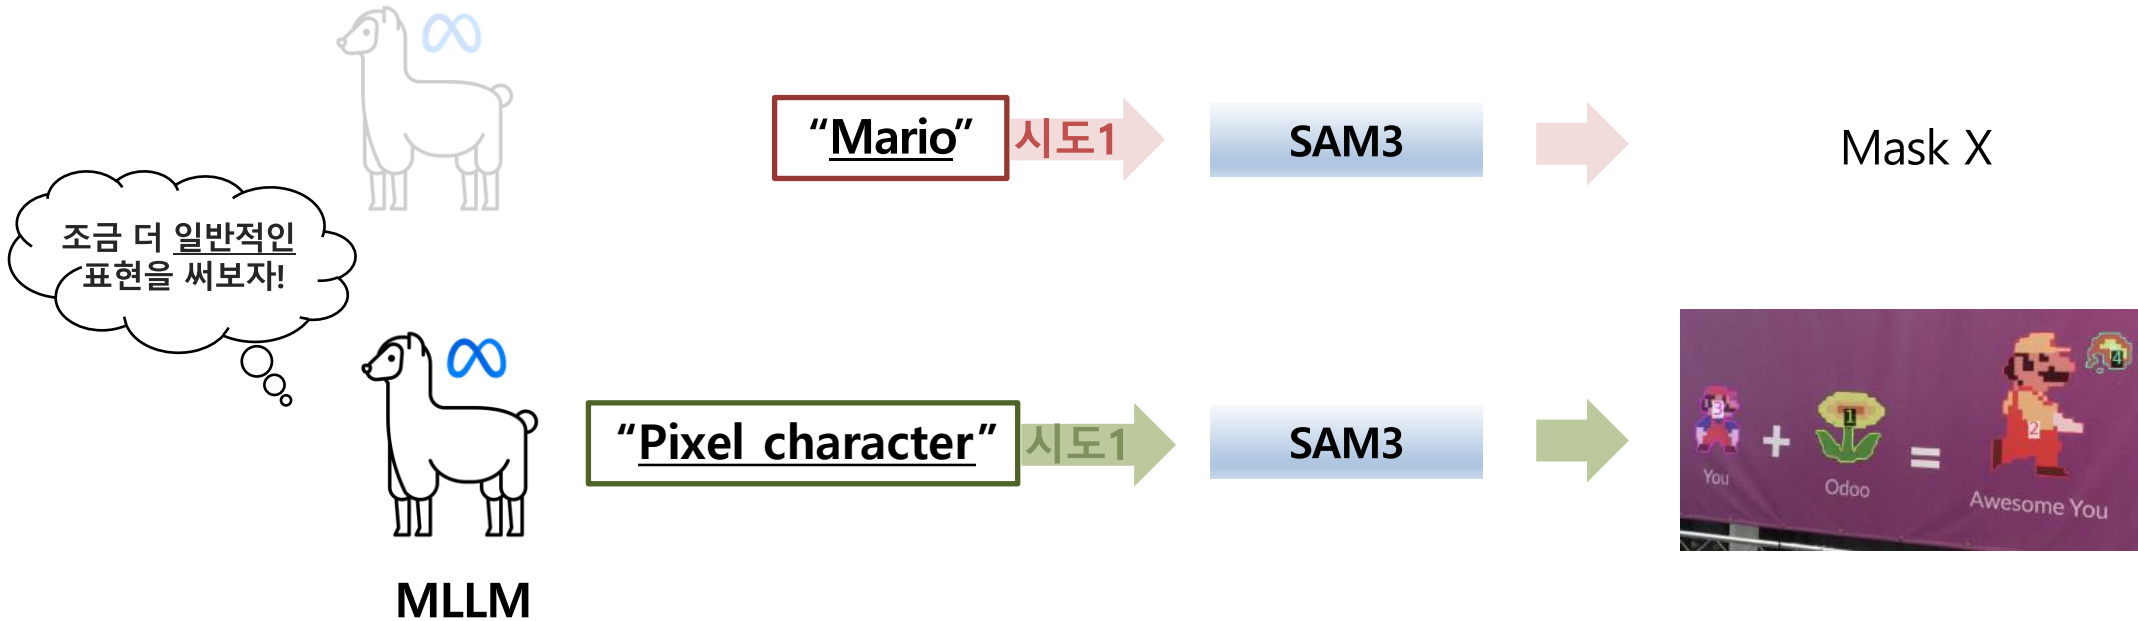 “Mario”
시도1
SAM3
Mask X
조금 더 일반적인
표현을 써보자!
“Pixel character”
시도1
SAM3
3
1
2
4
+
=
You
Odoo
Awesome You
MLLM